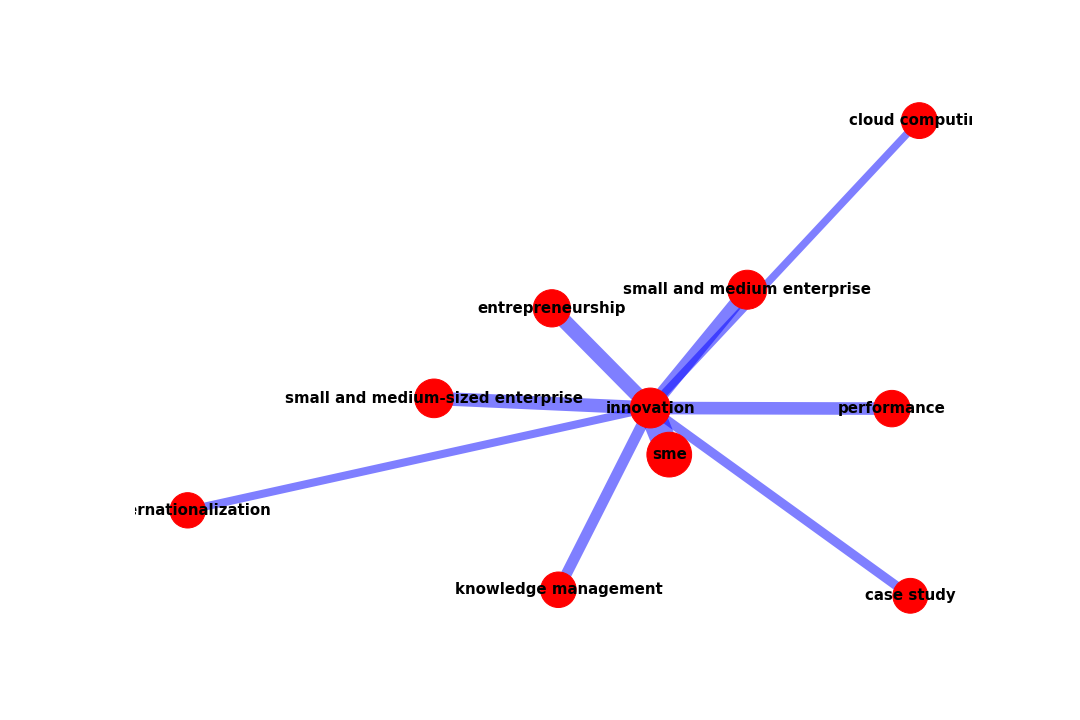 cloud computin
small and medium enterprise
entrepreneurship
small and medium-sized enterprise
innovation
performance
sme
ernationalization
knowledge management
case study